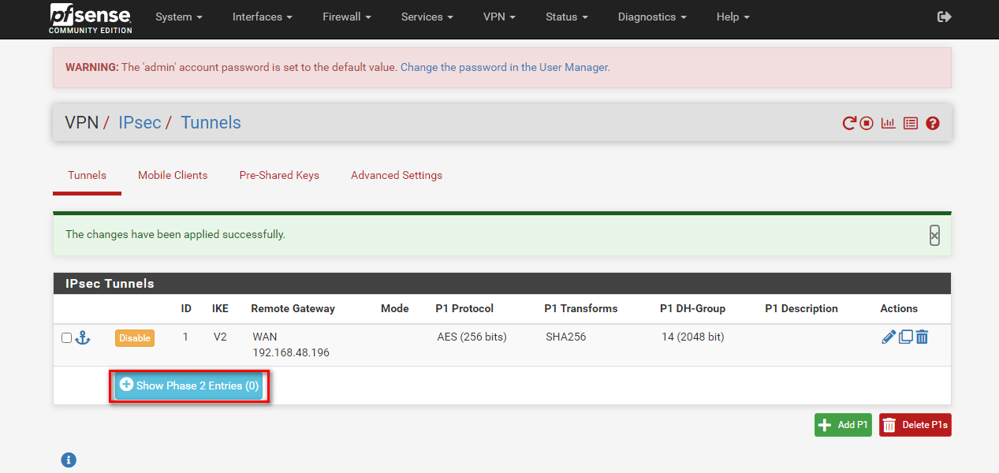 pfsense
COMMUNITY EDITION
System Interfaces Firewall Services VPN Status Diagnostics Help
WARNING: The 'admin' account password is set to the default value. Change the password in the User Manager.
VPN / IPsec / Tunnels
Tunnels Mobile Clients Pre-Shared Keys Advanced Settings
The changes have been applied successfully.
IPsec Tunnels
ID IKE Remote Gateway Mode P1 Protocol P1 Transforms P1 DH-Group P1 Description Actions
Disable 1 V2 WAN AES (256 bits) SHA256 14 (2048 bit)
192.168.48.196
Show Phase 2 Entries (0)
Add P1 Delete P1s